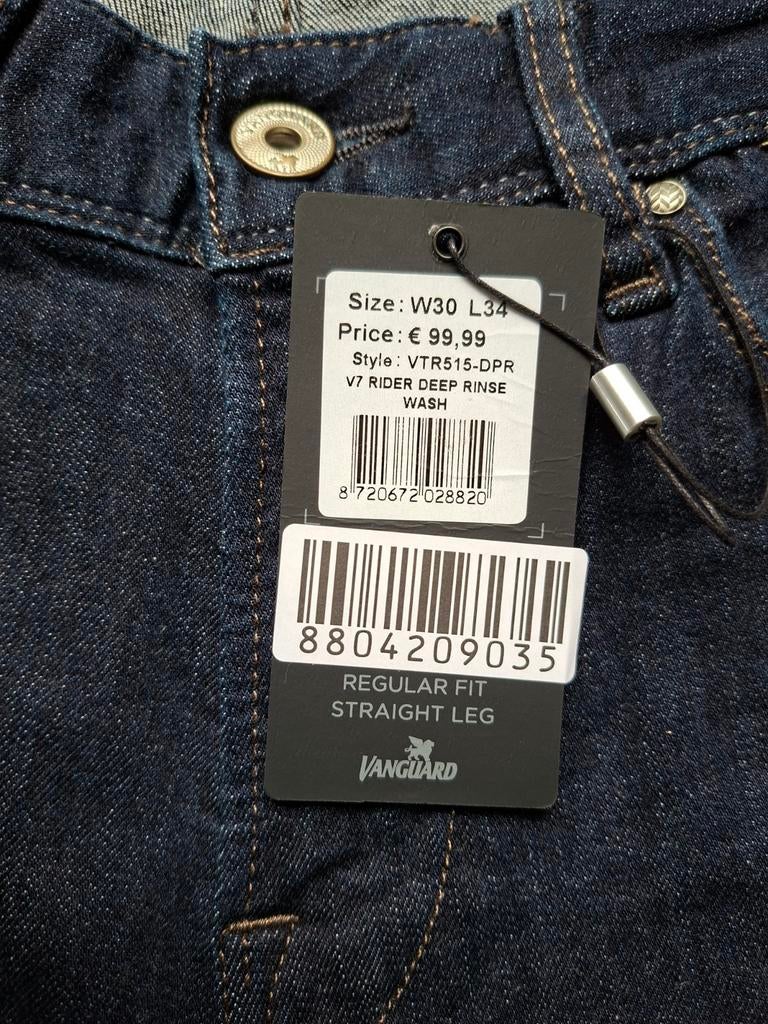 Size: W30 L34
Price: € 99,99
Style: VTR515-DPR
V7 RIDER DEEP RINSE
WASH
8 720672 028820
8804209035
REGULAR FIT
STRAIGHT LEG
VANGUARD